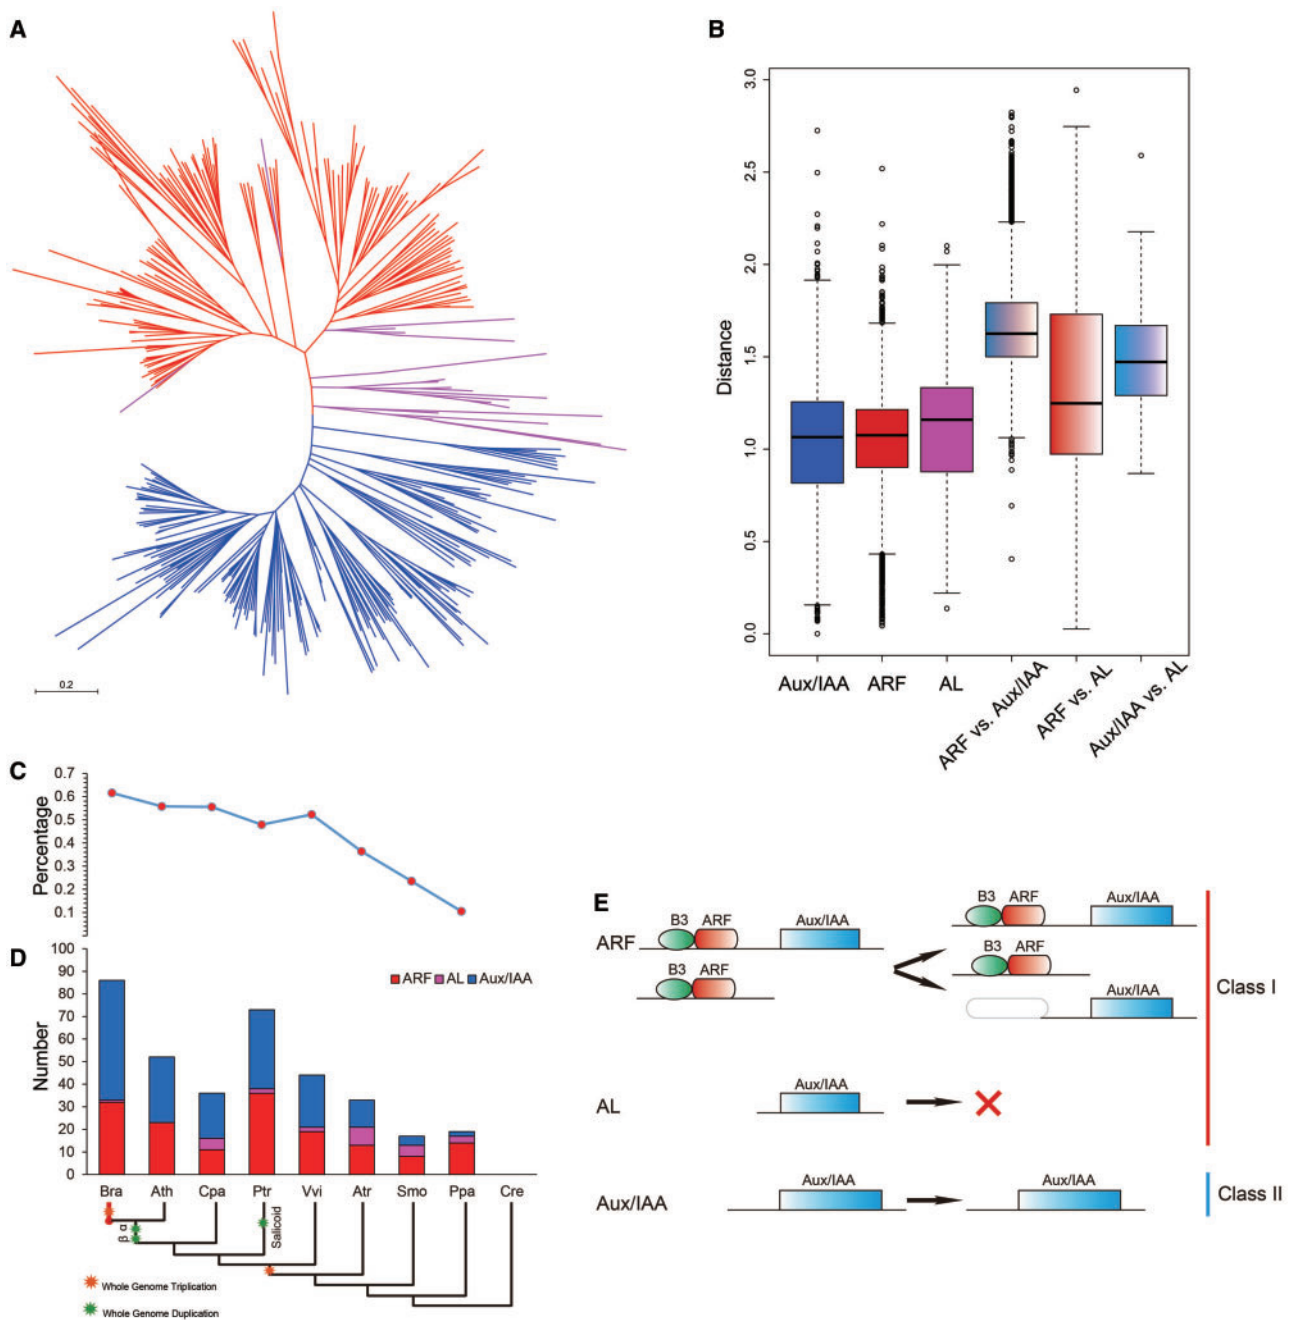 A
0.2
B
Distance
3.0
2.5
2.0
1.5
1.0
0.5
0.0
Aux/IAA
ARF
AL
ARF vs. Aux/IAA
ARF vs. AL
Aux/IAA vs. AL
C
Percentage
0.7
0.6
0.5
0.4
0.3
0.2
0.1
D
Number
100
90
80
70
60
50
40
30
20
10
0
ARF AL Aux/IAA
Bra Ath Cpa Ptr Vvi Atr Smo Ppa Cre
β α
Salicoid
Whole Genome Triplication
Whole Genome Duplication
E
ARF
B3 ARF Aux/IAA
B3 ARF
B3 ARF Aux/IAA
B3 ARF
Aux/IAA
Class I
AL
Aux/IAA
Aux/IAA
Aux/IAA
Aux/IAA
Class II